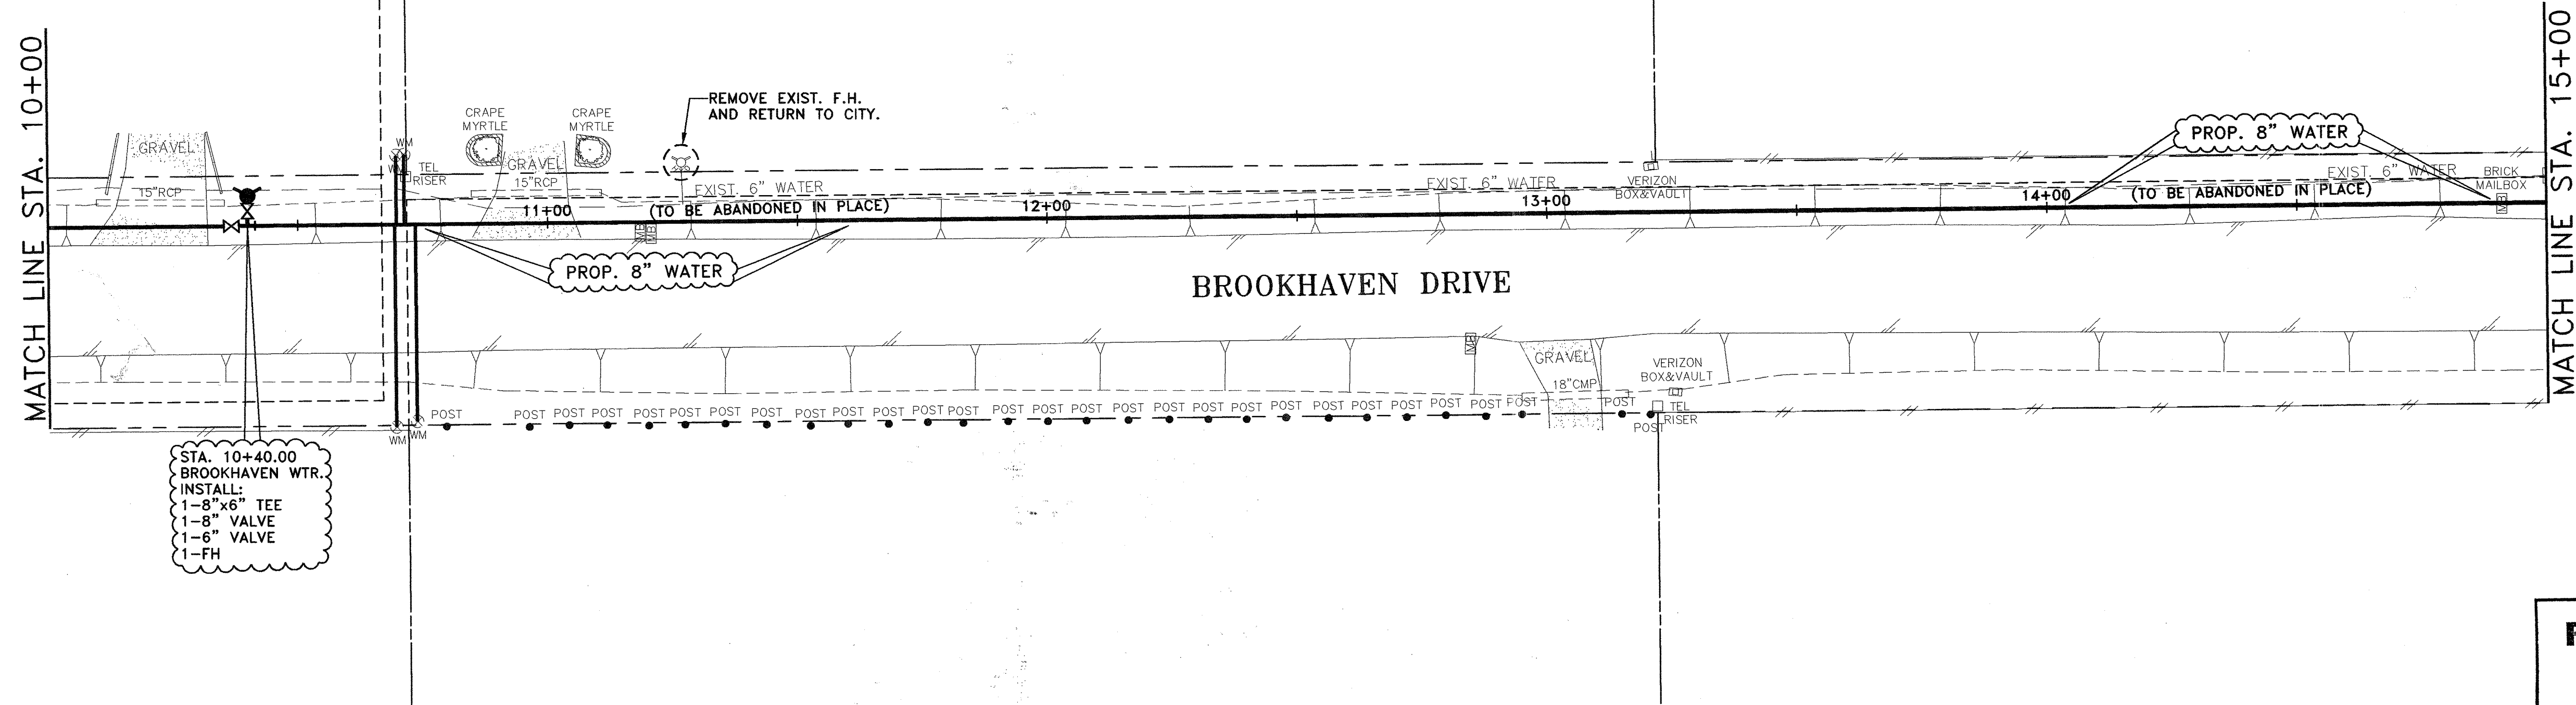 MATCH LINE STA. 10+00
GRAVEL
15"RCP
WM
WM
TEL
RISER
CRAPE
MYRTLE
CRAPE
MYRTLE
GRAVEL
15"RCP
REMOVE EXIST. F.H.
AND RETURN TO CITY.
EXIST. 6" WATER
11+00
(TO BE ABANDONED IN PLACE)
MB
MB
12+00
EXIST. 6" WATER
13+00
VERIZON
BOX&VAULT
14+00
PROP. 8" WATER
EXIST. 6" WATER
(TO BE ABANDONED IN PLACE)
BRICK
MAILBOX
MB
MATCH LINE STA. 15+00
PROP. 8" WATER
BROOKHAVEN DRIVE
MB
GRAVEL
18"CMP
VERIZON
BOX&VAULT
WM
WM
POST
POST POST POST POST POST POST POST POST POST POST POST POST POST POST POST POST POST POST POST POST POST POST POST POST POST POST POST
POST
TEL
RISER
STA. 10+40.00
BROOKHAVEN WTR.
INSTALL:
1-8"x6" TEE
1-8" VALVE
1-6" VALVE
1-FH